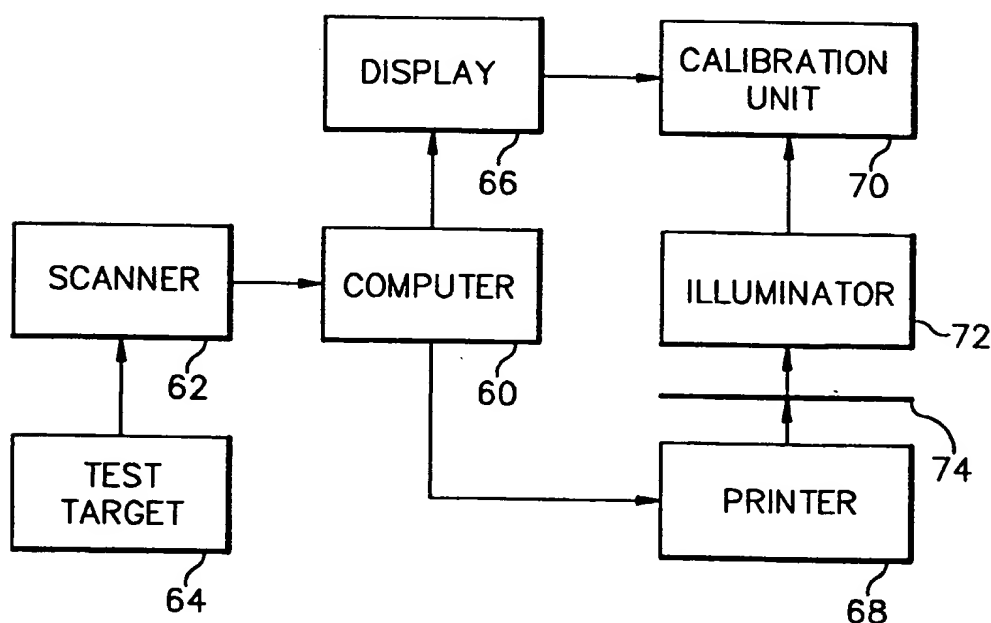 DISPLAY
66
CALIBRATION
UNIT
70
SCANNER
62
COMPUTER
60
ILLUMINATOR
72
74
TEST
TARGET
64
PRINTER
68